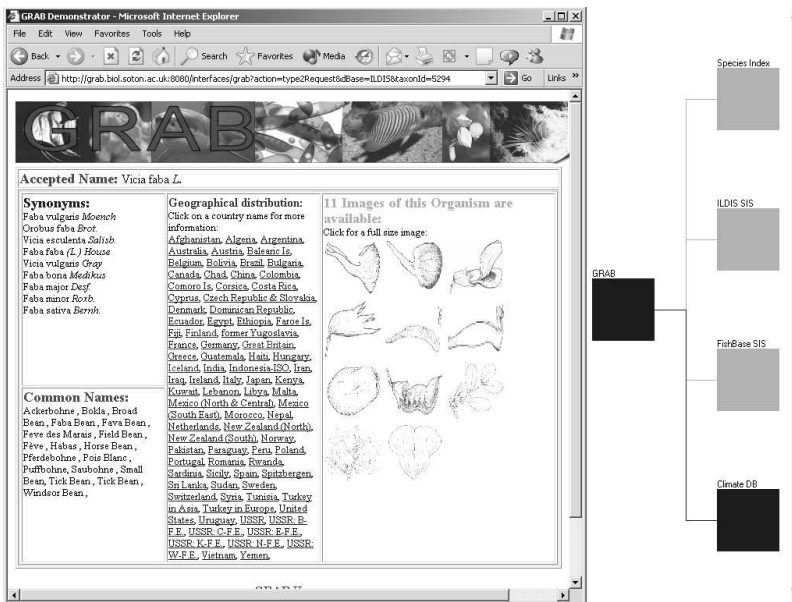 GRAB Demonstrator - Microsoft Internet Explorer
File Edit View Favorites Tools Help
Back Search Favorites Media
Address http://grab.biol.soton.ac.uk:8080/interfaces/grab?action=type2Request&dBase=ILDIS&taxonId=5294 Go Links »
GRAB
Accepted Name: Vicia faba L.
Synonyms:
Faba vulgaris Moench
Orobus faba Brot.
Vicia esculenta Salisb.
Faba faba (L.) House
Vicia vulgaris Gray
Faba bona Medikus
Faba major Desf.
Faba minor Roxb.
Faba sativa Bernh.
Common Names:
Ackerbohne , Bokla , Broad
Bean , Faba Bean , Fava Bean ,
Feve des Marais , Field Bean ,
Fève , Habas , Horse Bean ,
Pferdebohne , Pois Blanc ,
Puffbohne, Saubohne , Small
Bean, Tick Bean , Tick Bean ,
Windsor Bean ,
Geographical distribution:
Click on a country name for more
information:
Afghanistan, Algeria, Argentina,
Australia, Austria, Balearic Is,
Belgium, Bolivia, Brazil, Bulgaria,
Canada, Chad, China, Colombia,
Comoro Is, Corsica, Costa Rica,
Cyprus, Czech Republic & Slovakia,
Denmark, Dominican Republic,
Ecuador, Egypt, Ethiopia, Faroe Is,
Fiji, Finland, former Yugoslavia,
France, Germany, Great Britain,
Greece, Guatemala, Haiti, Hungary,
Iceland, India, Indonesia-ISO, Iran,
Iraq, Ireland, Italy, Japan, Kenya,
Kuwait, Lebanon, Libya, Malta,
Mexico (North & Central), Mexico
(South East), Morocco, Nepal,
Netherlands, New Zealand (North),
New Zealand (South), Norway,
Pakistan, Paraguay, Peru, Poland,
Portugal, Romania, Rwanda,
Sardinia, Sicily, Spain, Spitzbergen,
Sri Lanka, Sudan, Sweden,
Switzerland, Syria, Tunisia, Turkey
in Asia, Turkey in Europe, United
States, Uruguay, USSR, USSR: B-
F.E., USSR: C-F.E., USSR: E-F.E.,
USSR: K-F.E., USSR: N-F.E., USSR:
W-F.E., Vietnam, Yemen,
11 Images of this Organism are
available:
Click for a full size image:
Species Index
ILDIS SIS
GRAB
FishBase SIS
Climate DB